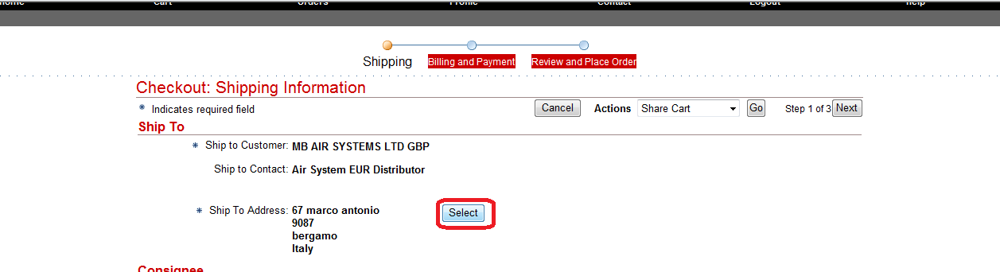 Home Cart Orders Profile Contact Logout Help
Shipping Billing and Payment Review and Place Order
Checkout: Shipping Information
* Indicates required field Cancel Actions Share Cart Go Step 1 of 3 Next
Ship To
* Ship to Customer: MB AIR SYSTEMS LTD GBP
Ship to Contact: Air System EUR Distributor
* Ship To Address: 67 marco antonio Select
9087
bergamo
Italy
Consignee